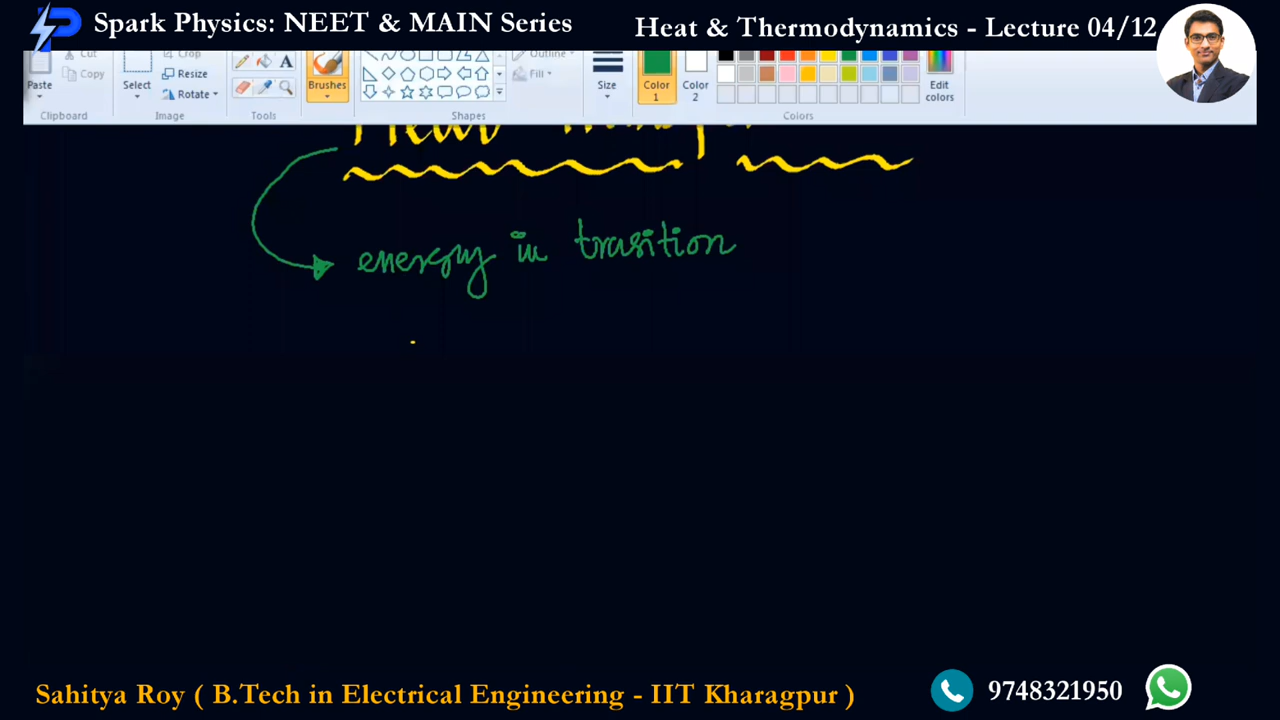 Spark Physics: NEET & MAIN Series
Heat & Thermodynamics - Lecture 04/12
Cut
Copy
Paste
Clipboard
Select
Crop
Resize
Rotate
Image
A
Tools
Brushes
Outline
Fill
Shapes
Size
Color 1
Color 2
Edit colors
Colors
energy in trasition
Sahitya Roy ( B.Tech in Electrical Engineering - IIT Kharagpur )
9748321950